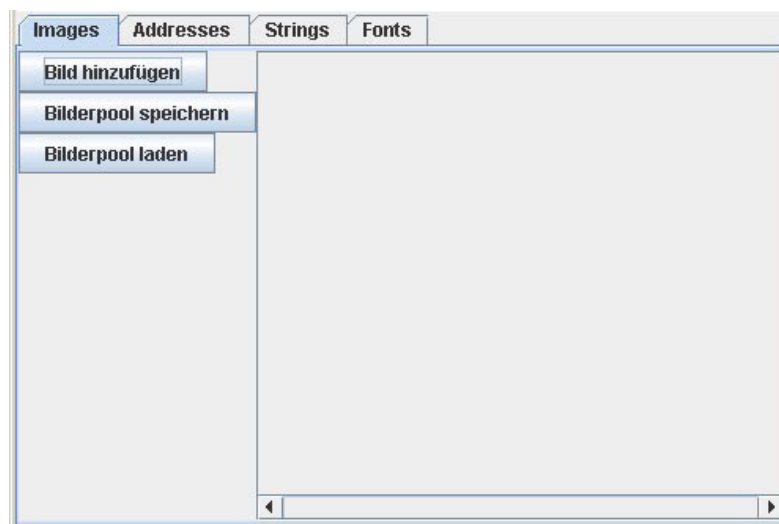 Images Addresses Strings Fonts
Bild hinzufügen
Bilderpool speichern
Bilderpool laden